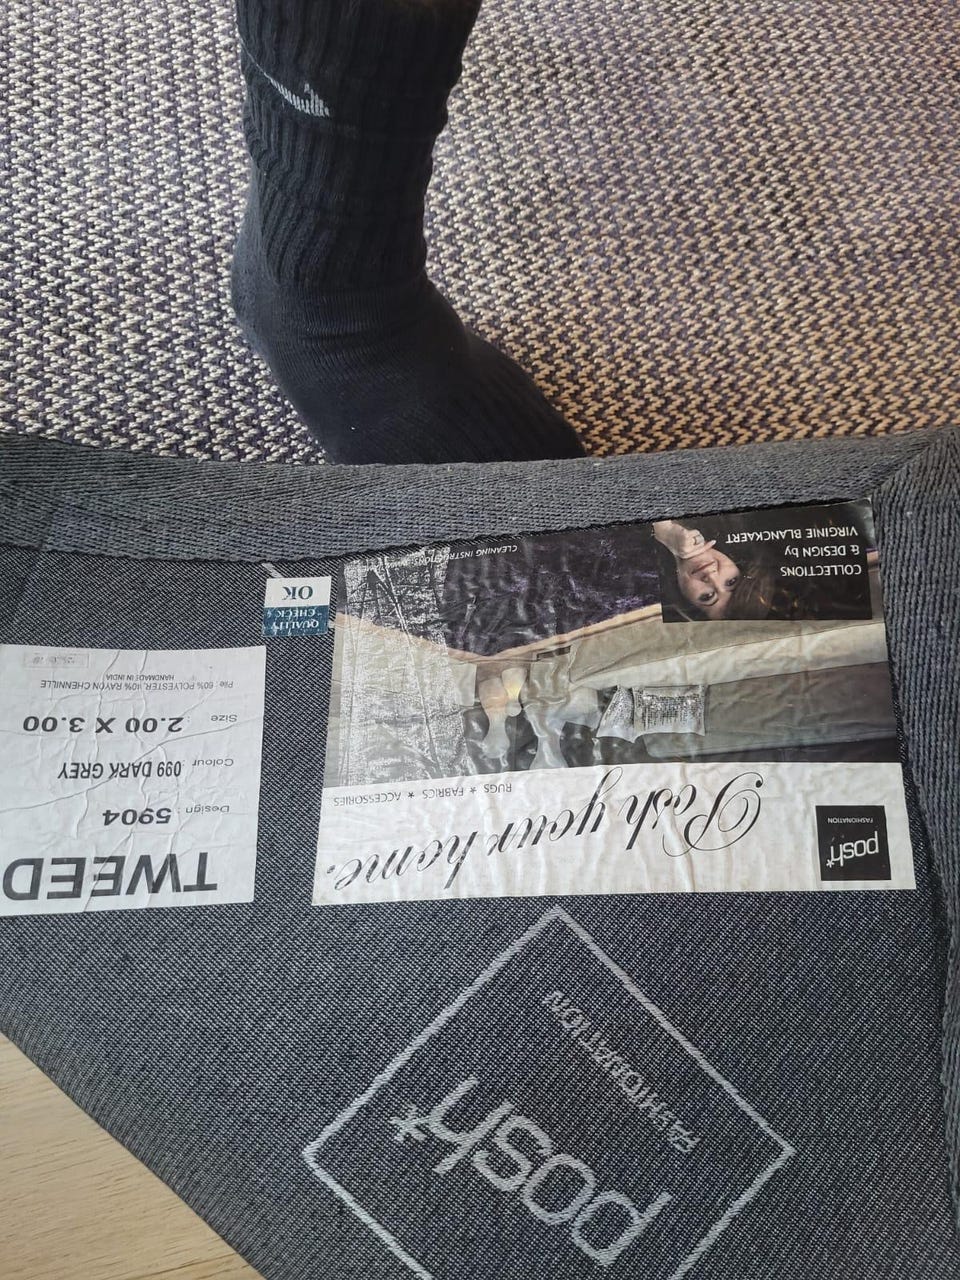 TWEED
Design : 5904
Colour : 099 DARK GREY
Size : 2.00 X 3.00
Pile : 60% POLYESTER, 40% RAYON CHENNILLE
HANDMADE IN INDIA
QUALITY
CHECK
OK
posh*
FASHIONATION
Posh your home.
RUGS ★ FABRICS ★ ACCESSORIES
COLLECTIONS
& DESIGN by
VIRGINIE BLANCKAERT
CLEANING INSTRUCTIONS
posh*
FASHIONATION